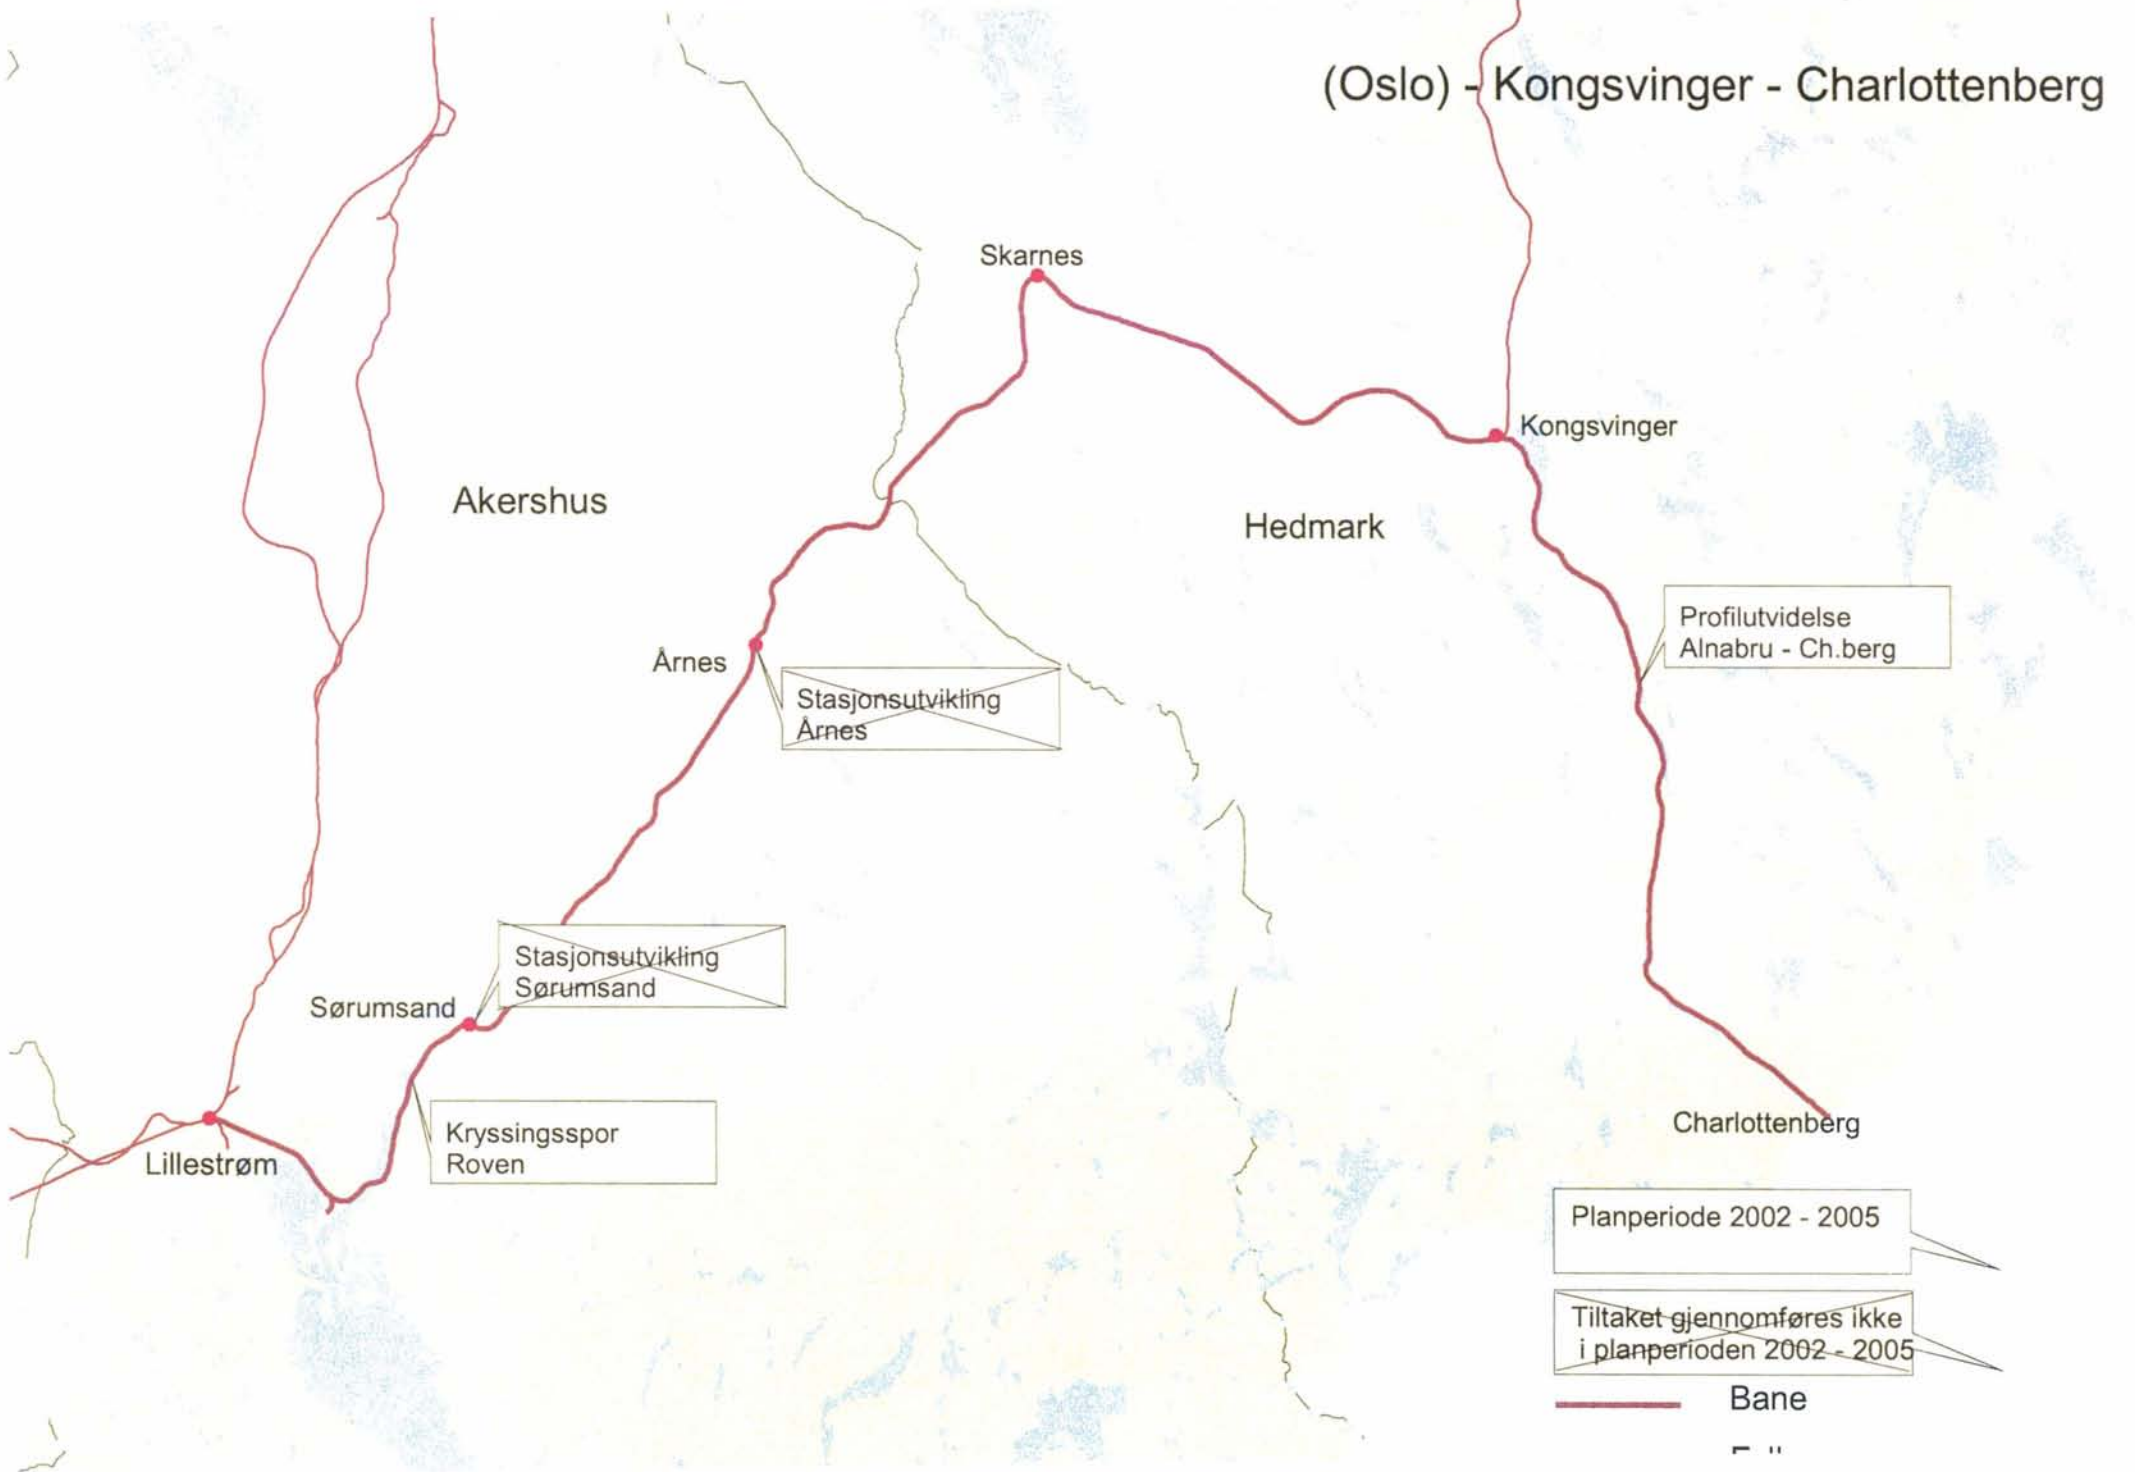 (Oslo) - Kongsvinger - Charlottenberg
Skarnes
Kongsvinger
Akershus
Hedmark
Profilutvidelse
Alnabru - Ch.berg
Årnes
Stasjonsutvikling
Årnes
Stasjonsutvikling
Sørumsand
Sørumsand
Kryssingsspor
Roven
Lillestrøm
Charlottenberg
Planperiode 2002 - 2005
Tiltaket gjennomføres ikke
i planperioden 2002 - 2005
Bane